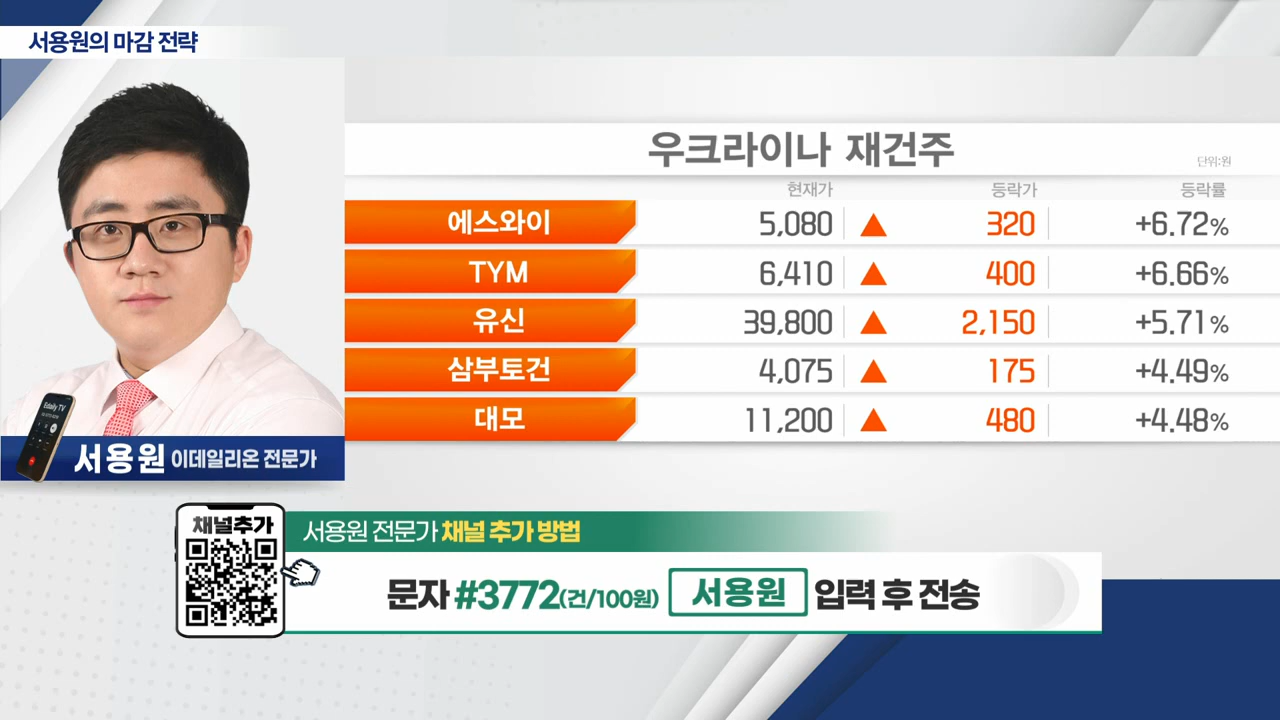 서용원의 마감 전략
우크라이나 재건주
단위:원
현재가 등락가 등락률
에스와이 5,080 ▲ 320 +6.72%
TYM 6,410 ▲ 400 +6.66%
유신 39,800 ▲ 2,150 +5.71%
삼부토건 4,075 ▲ 175 +4.49%
대모 11,200 ▲ 480 +4.48%
Edaily TV
서용원 이데일리온 전문가
채널추가
서용원 전문가 채널 추가 방법
문자 #3772(건/100원) 서용원 입력 후 전송